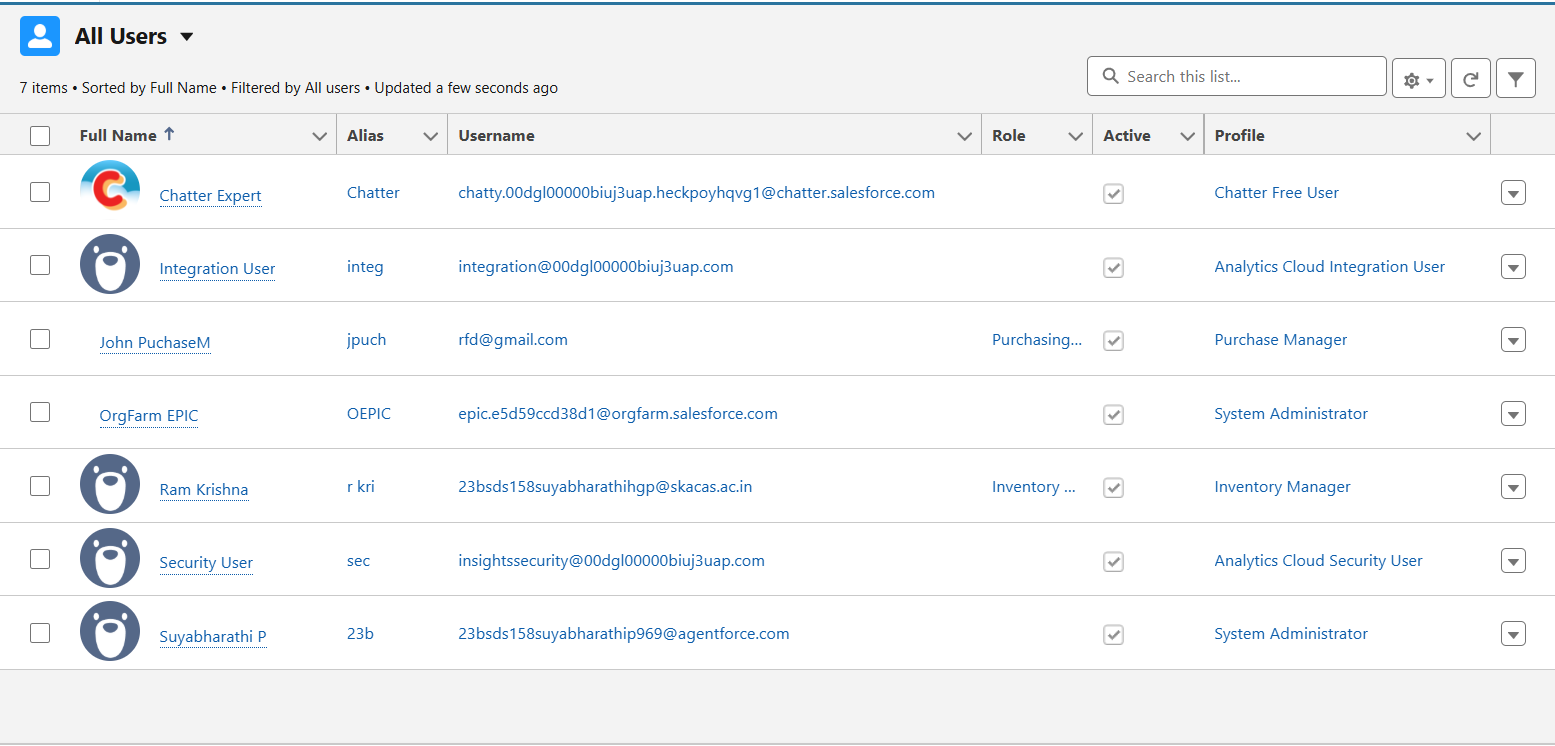 All Users
7 items • Sorted by Full Name • Filtered by All users • Updated a few seconds ago
Search this list...
Full Name Alias Username Role Active Profile
Chatter Expert Chatter chatty.00dgl00000biuj3uap.heckpoyhqvg1@chatter.salesforce.com Chatter Free User
Integration User integ integration@00dgl00000biuj3uap.com Analytics Cloud Integration User
John PuchaseM jpuch rfd@gmail.com Purchasing... Purchase Manager
OrgFarm EPIC OEPIC epic.e5d59ccd38d1@orgfarm.salesforce.com System Administrator
Ram Krishna r kri 23bsds158suyabharathihgp@skacas.ac.in Inventory ... Inventory Manager
Security User sec insightssecurity@00dgl00000biuj3uap.com Analytics Cloud Security User
Suyabharathi P 23b 23bsds158suyabharathip969@agentforce.com System Administrator